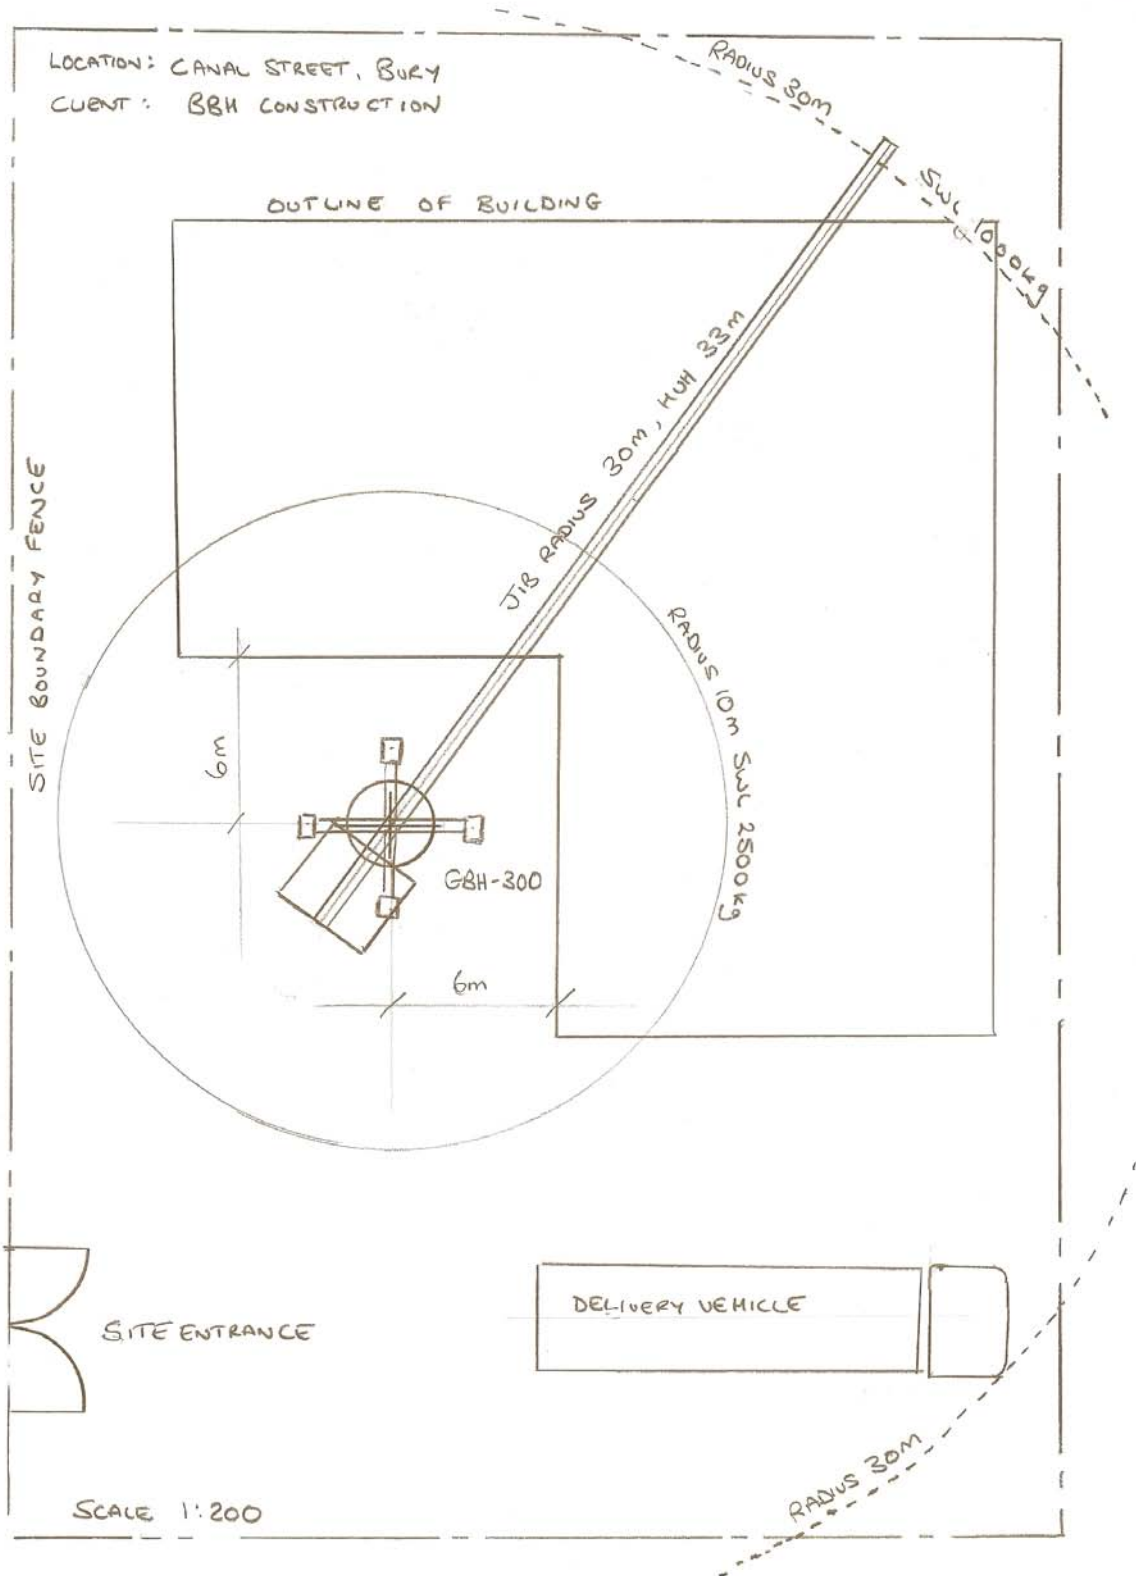 LOCATION: CANAL STREET, BURY
CLIENT: BBH CONSTRUCTION
RADIUS 30m
SWL 1000kg
OUTLINE OF BUILDING
JIB RADIUS 30m, HUH 33m
SITE BOUNDARY FENCE
RADIUS 10m SWL 2500kg
6m
GBH-300
6m
DELIVERY VEHICLE
SITE ENTRANCE
RADIUS 30m
SCALE 1:200